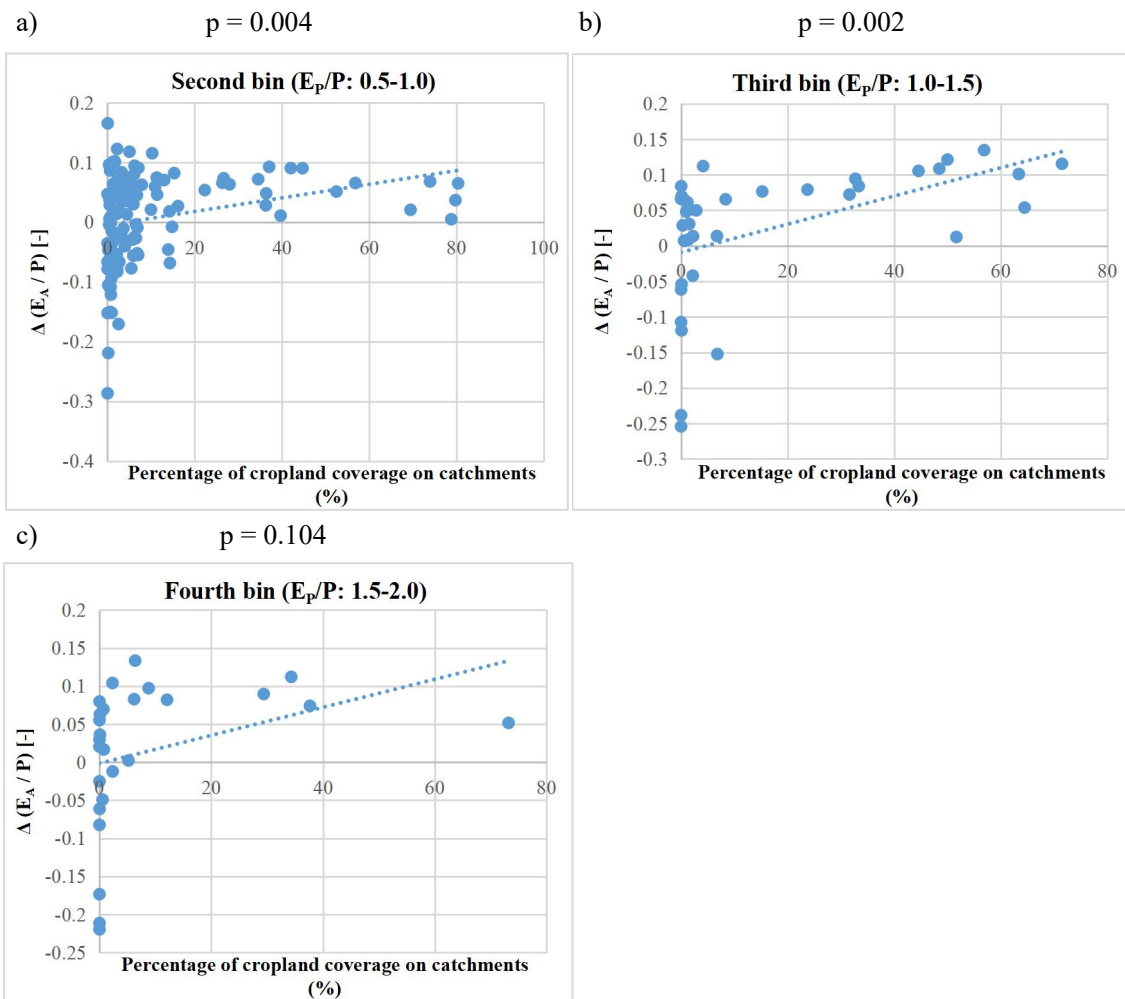 a) p = 0.004
Second bin (EP/P: 0.5-1.0)
0.2
0.1
0
-0.1
-0.2
-0.3
-0.4
0 20 40 60 80 100
Δ (EA / P) [-]
Percentage of cropland coverage on catchments
(%)
b) p = 0.002
Third bin (EP/P: 1.0-1.5)
0.2
0.15
0.1
0.05
0
-0.05
-0.1
-0.15
-0.2
-0.25
-0.3
0 20 40 60 80
Δ (EA / P) [-]
Percentage of cropland coverage on catchments
(%)
c) p = 0.104
Fourth bin (EP/P: 1.5-2.0)
0.2
0.15
0.1
0.05
0
-0.05
-0.1
-0.15
-0.2
-0.25
0 20 40 60 80
Δ (EA / P) [-]
Percentage of cropland coverage on catchments
(%)